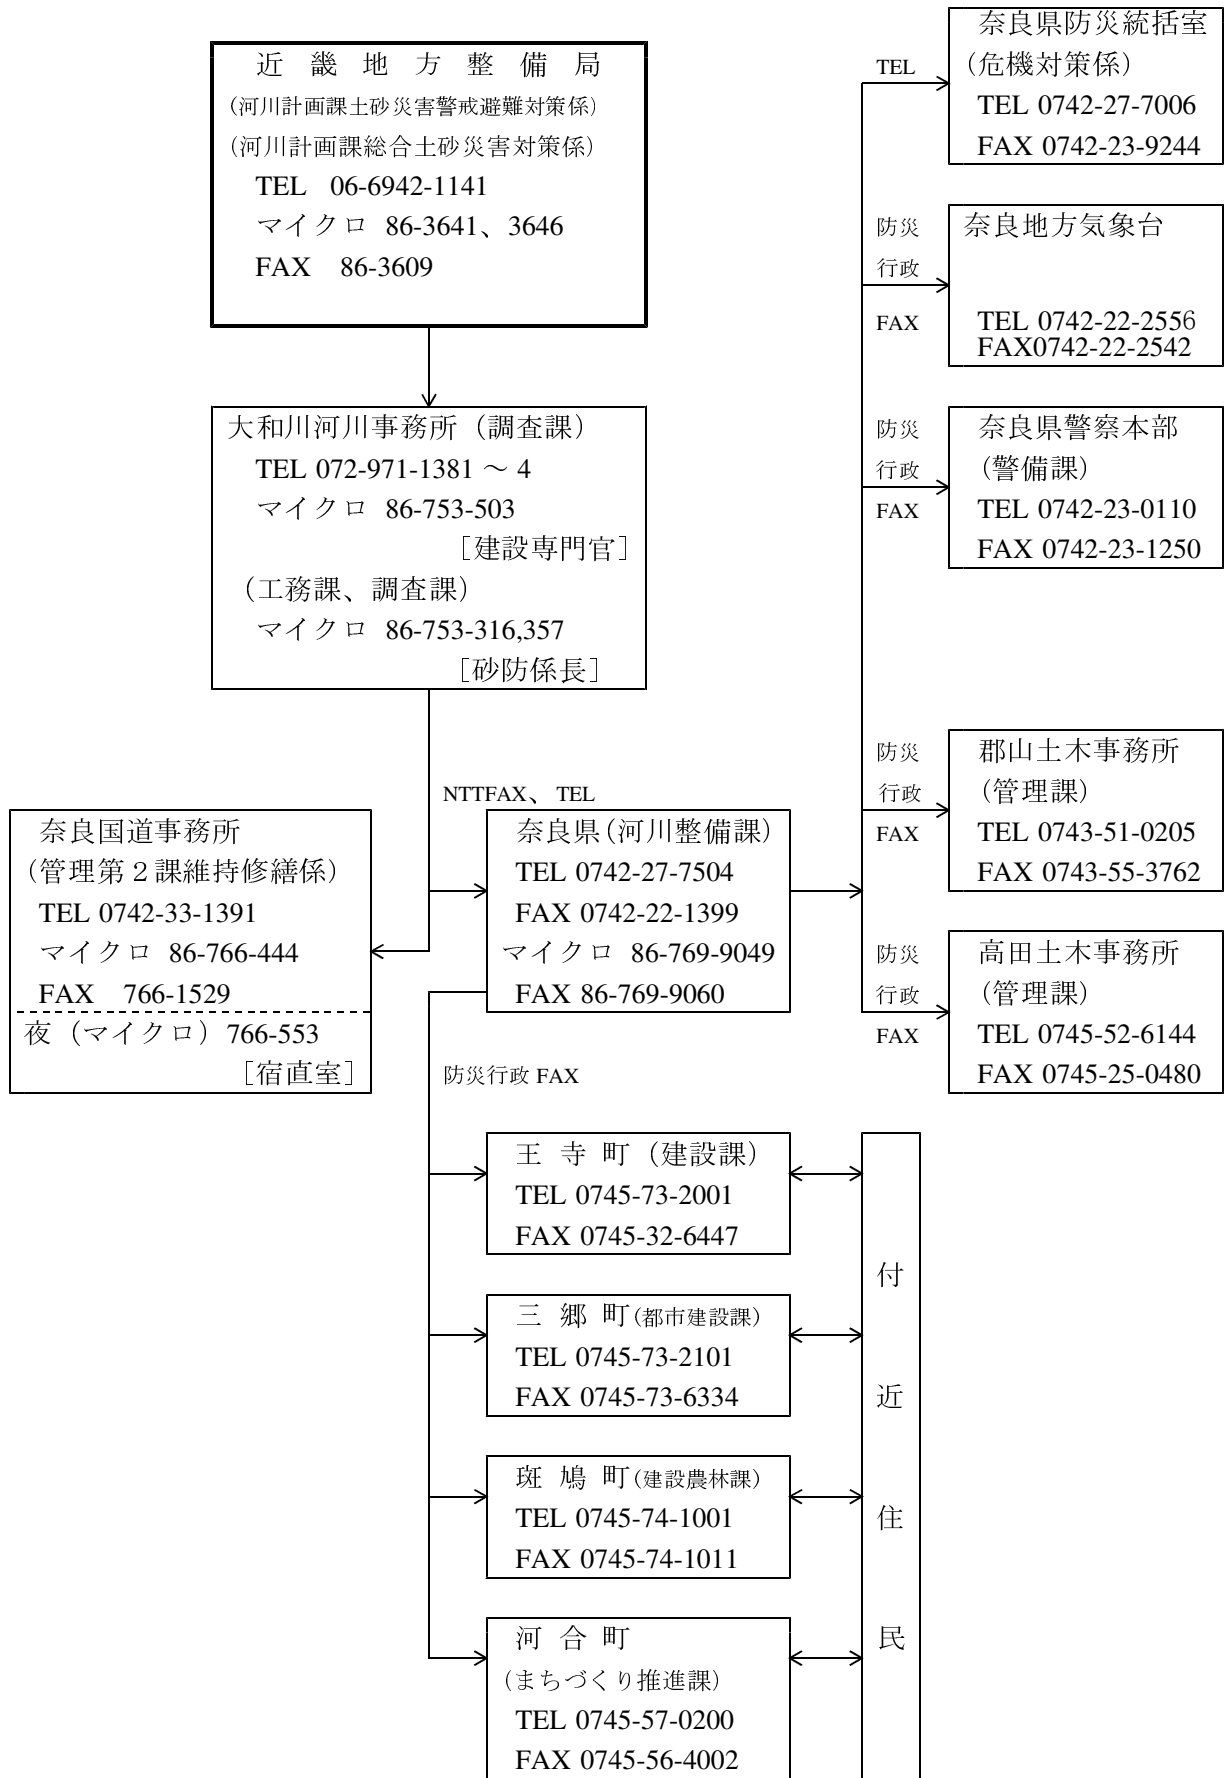 近畿地方整備局
(河川計画課土砂災害警戒避難対策係)
(河川計画課総合土砂災害対策係)
TEL 06-6942-1141
マイクロ 86-3641、3646
FAX 86-3609
大和川河川事務所（調査課）
TEL 072-971-1381 ～ 4
マイクロ 86-753-503
［建設専門官］
（工務課、調査課）
マイクロ 86-753-316,357
［砂防係長］
NTTFAX、 TEL
奈良国道事務所
(管理第２課維持修繕係)
TEL 0742-33-1391
マイクロ 86-766-444
FAX 766-1529
夜（マイクロ）766-553
［宿直室］
奈良県(河川整備課)
TEL 0742-27-7504
FAX 0742-22-1399
マイクロ 86-769-9049
FAX 86-769-9060
TEL
奈良県防災統括室
(危機対策係)
TEL 0742-27-7006
FAX 0742-23-9244
防災
行政
FAX
奈良地方気象台
TEL 0742-22-2556
FAX0742-22-2542
防災
行政
FAX
奈良県警察本部
(警備課)
TEL 0742-23-0110
FAX 0742-23-1250
防災
行政
FAX
郡山土木事務所
(管理課)
TEL 0743-51-0205
FAX 0743-55-3762
防災
行政
FAX
高田土木事務所
(管理課)
TEL 0745-52-6144
FAX 0745-25-0480
防災行政 FAX
王 寺 町（建設課）
TEL 0745-73-2001
FAX 0745-32-6447
三 郷 町(都市建設課)
TEL 0745-73-2101
FAX 0745-73-6334
斑 鳩 町(建設農林課)
TEL 0745-74-1001
FAX 0745-74-1011
河 合 町
(まちづくり推進課)
TEL 0745-57-0200
FAX 0745-56-4002
付近住民